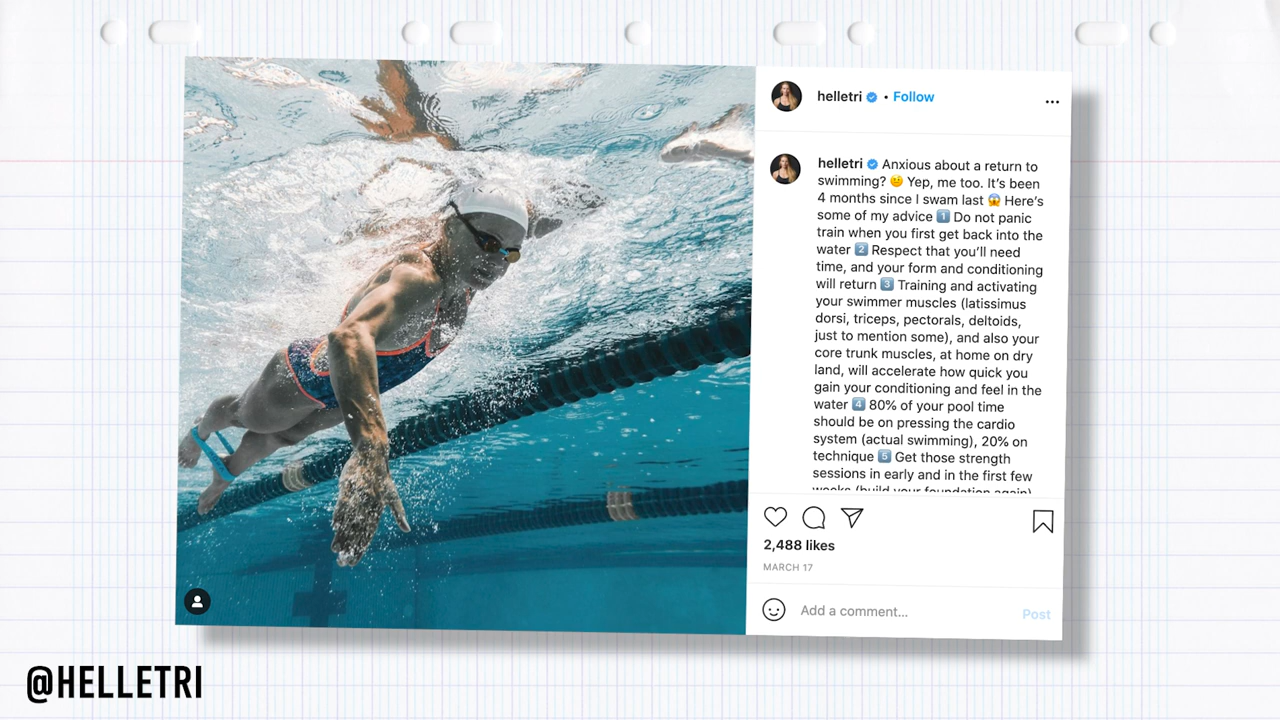 helletri • Follow
helletri Anxious about a return to
swimming? 🫡 Yep, me too. It's been
4 months since I swam last 😱 Here's
some of my advice 1️⃣ Do not panic
train when you first get back into the
water 2️⃣ Respect that you'll need
time, and your form and conditioning
will return 3️⃣ Training and activating
your swimmer muscles (latissimus
dorsi, triceps, pectorals, deltoids,
just to mention some), and also your
core trunk muscles, at home on dry
land, will accelerate how quick you
gain your conditioning and feel in the
water 4️⃣ 80% of your pool time
should be on pressing the cardio
system (actual swimming), 20% on
technique 5️⃣ Get those strength
sessions in early and in the first few
weeks (build your foundation again)
2,488 likes
MARCH 17
Add a comment...
Post
@HELLETRI